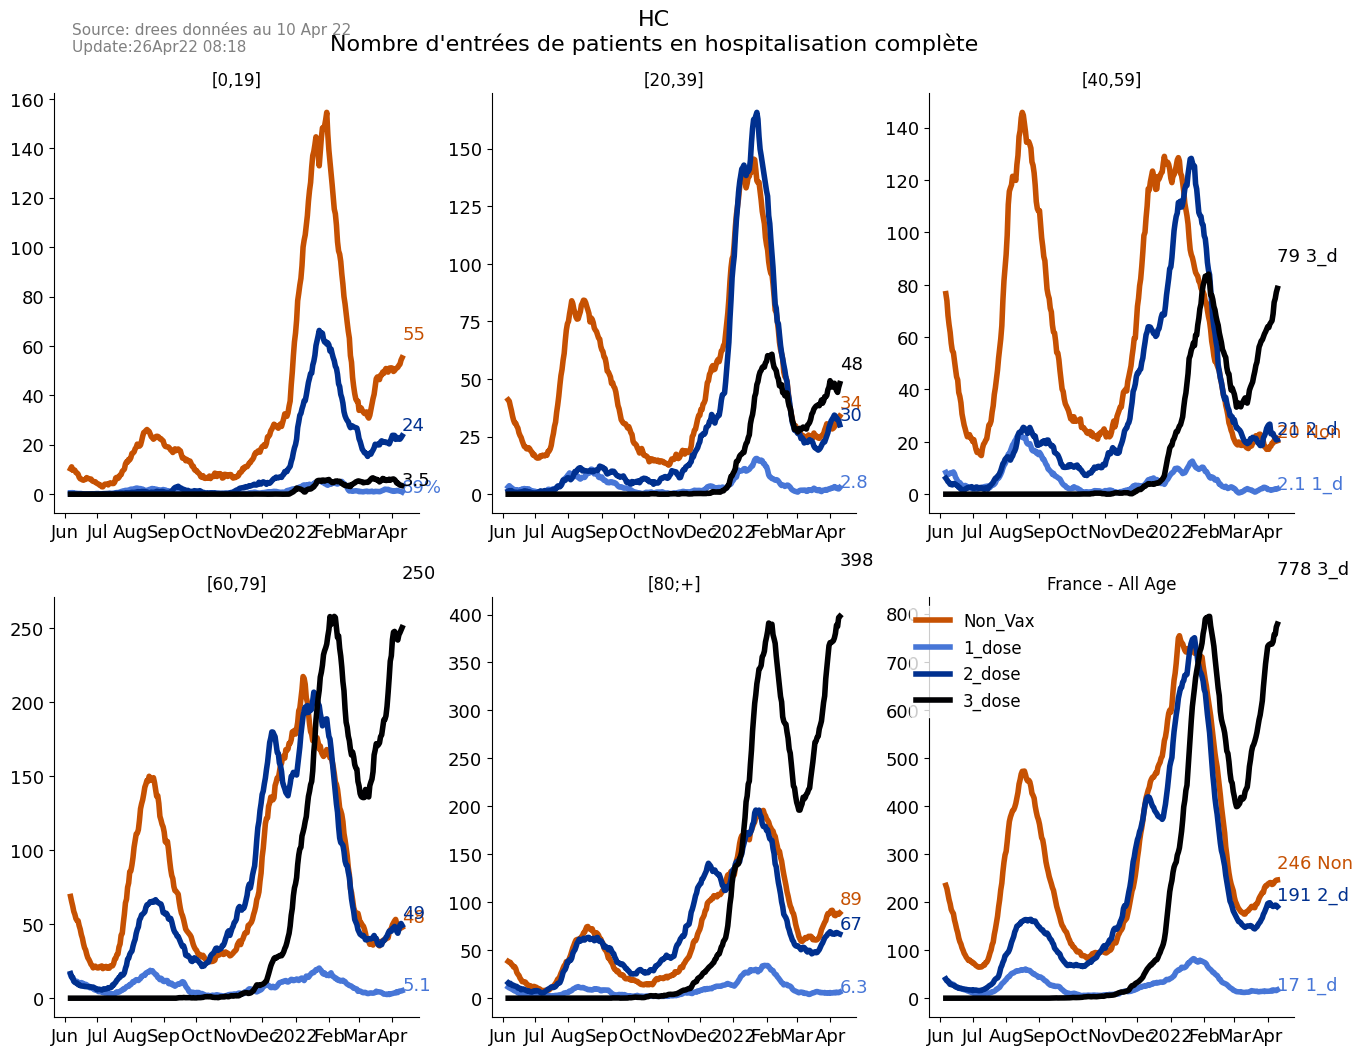 HC
Source: drees données au 10 Apr 22
Update:26Apr22 08:18
Nombre d'entrées de patients en hospitalisation complète
[0,19]
160
140
120
100
80
60
40
20
0
55
24
3.5
Jun Jul Aug Sep Oct Nov Dec 2022 Feb Mar Apr
[20,39]
150
125
100
75
50
25
0
48
34
30
2.8
Jun Jul Aug Sep Oct Nov Dec 2022 Feb Mar Apr
[40,59]
140
120
100
80
60
40
20
0
79 3_d
21 2_d
20 Non
2.1 1_d
Jun Jul Aug Sep Oct Nov Dec 2022 Feb Mar Apr
[60,79]
250
200
150
100
50
0
250
49
48
5.1
Jun Jul Aug Sep Oct Nov Dec 2022 Feb Mar Apr
[80;+]
400
350
300
250
200
150
100
50
0
398
89
67
6.3
Jun Jul Aug Sep Oct Nov Dec 2022 Feb Mar Apr
France - All Age
800
700
600
500
400
300
200
100
0
Non_Vax
1_dose
2_dose
3_dose
778 3_d
246 Non
191 2_d
17 1_d
Jun Jul Aug Sep Oct Nov Dec 2022 Feb Mar Apr